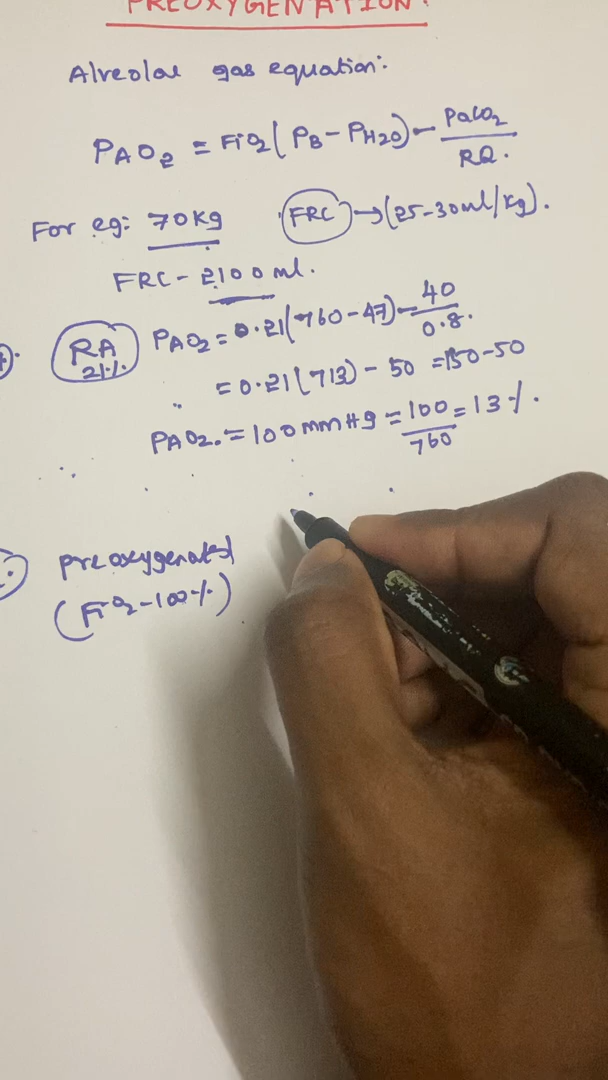 PREOXYGENATION:
Alveolar gas equation:
PAO2 = FiO2 (PB - PH2O) - PaCO2/RQ.
For eg: 70kg FRC → (25-30ml/kg).
FRC - 2100 ml.
RA 21% PAO2 = 0.21(760-47) - 40/0.8.
= 0.21(713) - 50 = 150-50
PAO2. = 100mmHg = 100/760 = 13%.
Preoxygenated
(FiO2-100%)